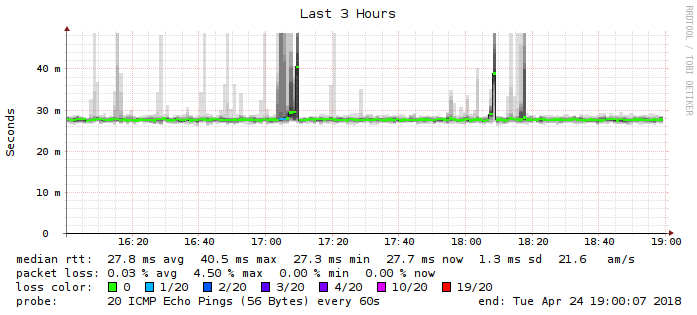 Last 3 Hours
RRDTOOL / TOBI OETIKER
Seconds
40 m
30 m
20 m
10 m
0
16:20 16:40 17:00 17:20 17:40 18:00 18:20 18:40 19:00
median rtt: 27.8 ms avg 40.5 ms max 27.3 ms min 27.7 ms now 1.3 ms sd 21.6 am/s
packet loss: 0.03 % avg 4.50 % max 0.00 % min 0.00 % now
loss color: 0 1/20 2/20 3/20 4/20 10/20 19/20
probe: 20 ICMP Echo Pings (56 Bytes) every 60s end: Tue Apr 24 19:00:07 2018